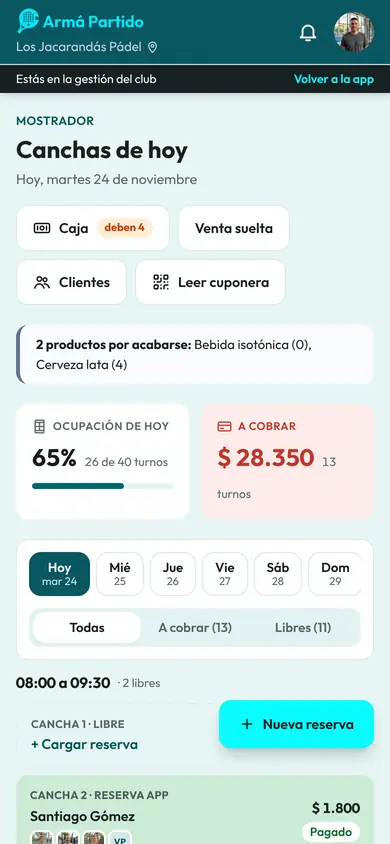 Armá Partido
Los Jacarandás Pádel
Estás en la gestión del club
Volver a la app
MOSTRADOR
Canchas de hoy
Hoy, martes 24 de noviembre
Caja deben 4
Venta suelta
Clientes
Leer cuponera
2 productos por acabarse: Bebida isotónica (0),
Cerveza lata (4)
OCUPACIÓN DE HOY
65% 26 de 40 turnos
A COBRAR
$ 28.350 13
turnos
Hoy
mar 24
Mié
25
Jue
26
Vie
27
Sáb
28
Dom
29
Todas
A cobrar (13)
Libres (11)
08:00 a 09:30 · 2 libres
CANCHA 1 · LIBRE
+ Cargar reserva
+ Nueva reserva
CANCHA 2 · RESERVA APP
Santiago Gómez
$ 1.800
Pagado
VP